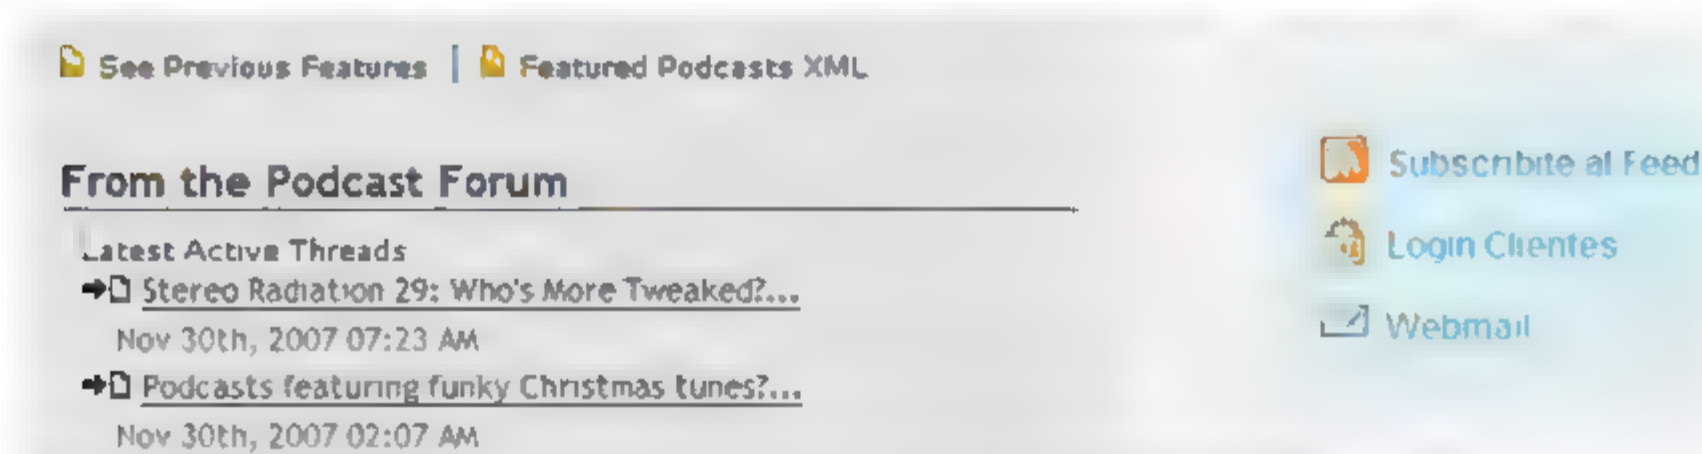 See Previous Features | Featured Podcasts XML
From the Podcast Forum
Latest Active Threads
Stereo Radiation 29: Who's More Tweaked?...
Nov 30th, 2007 07:23 AM
Podcasts featuring funky Christmas tunes?...
Nov 30th, 2007 02:07 AM
Subscribite al Feed
Login Clientes
Webmail